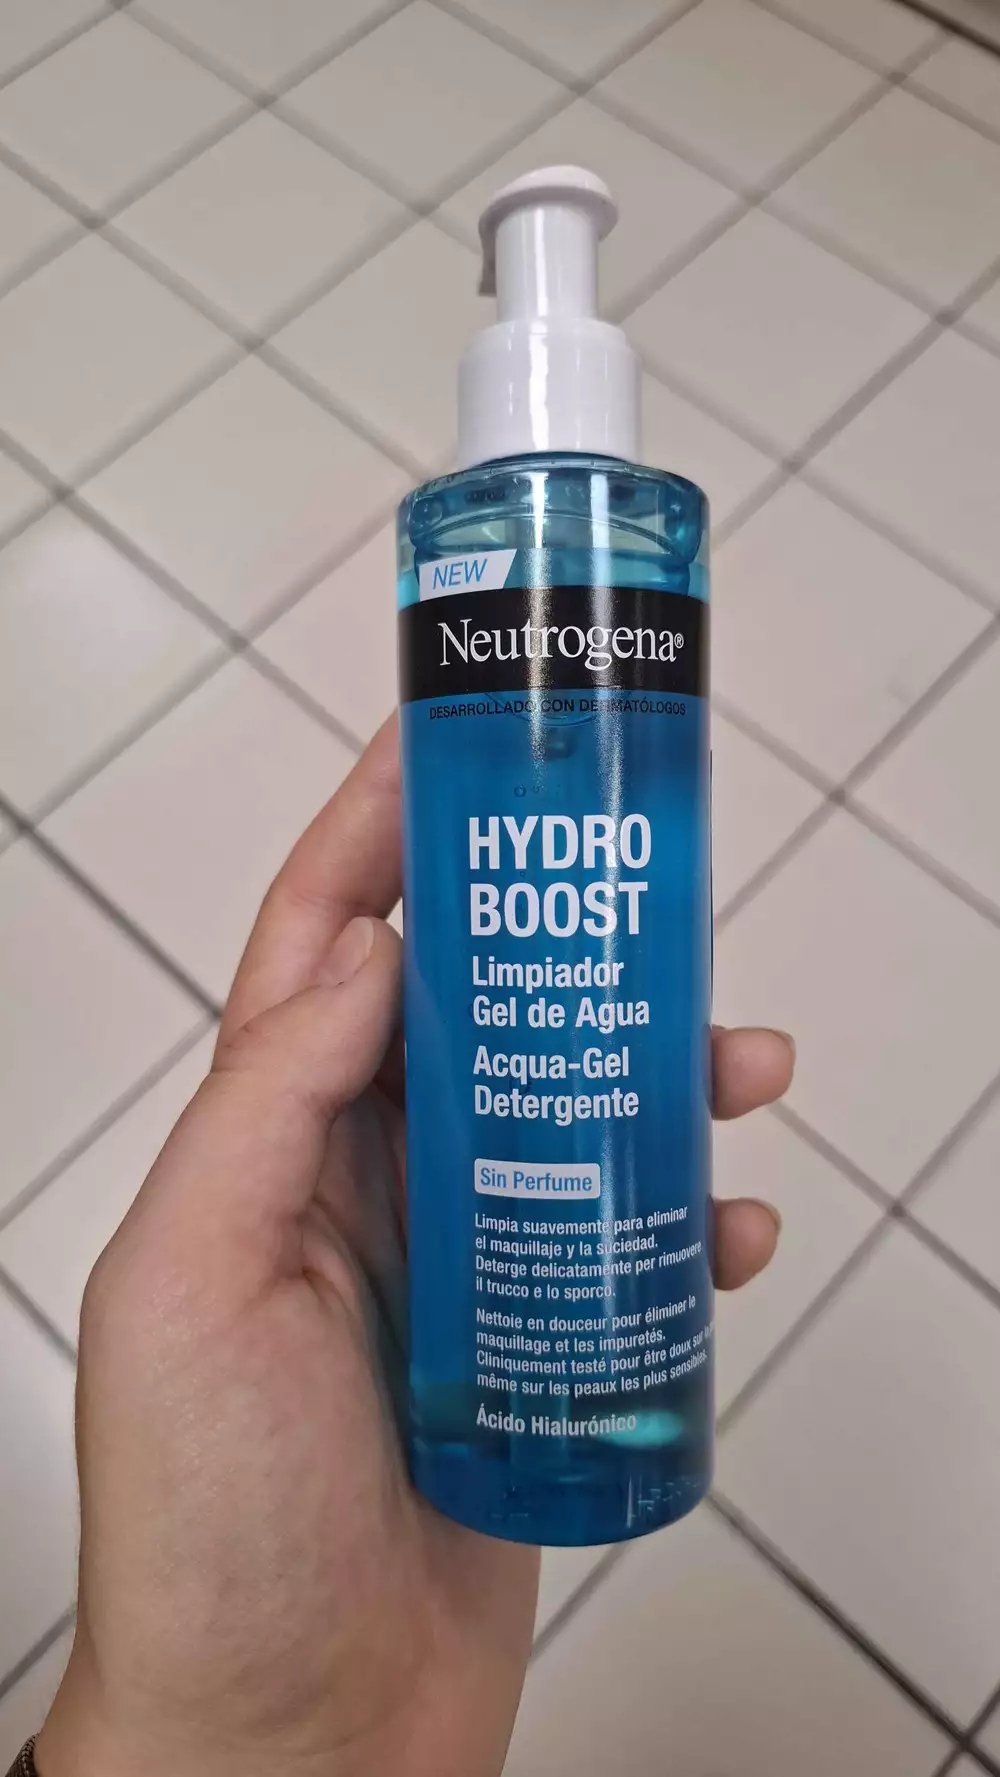 NEW
Neutrogena®
DESARROLLADO CON DERMATÓLOGOS
HYDRO
BOOST
Limpiador
Gel de Agua
Acqua-Gel
Detergente
Sin Perfume
Limpia suavemente para eliminar
el maquillaje y la suciedad.
Deterge delicatamente per rimuovere
il trucco e lo sporco.
Nettoie en douceur pour éliminer le
maquillage et les impuretés.
Cliniquement testé pour être doux sur
même sur les peaux les plus sensibles.
Ácido Hialurónico